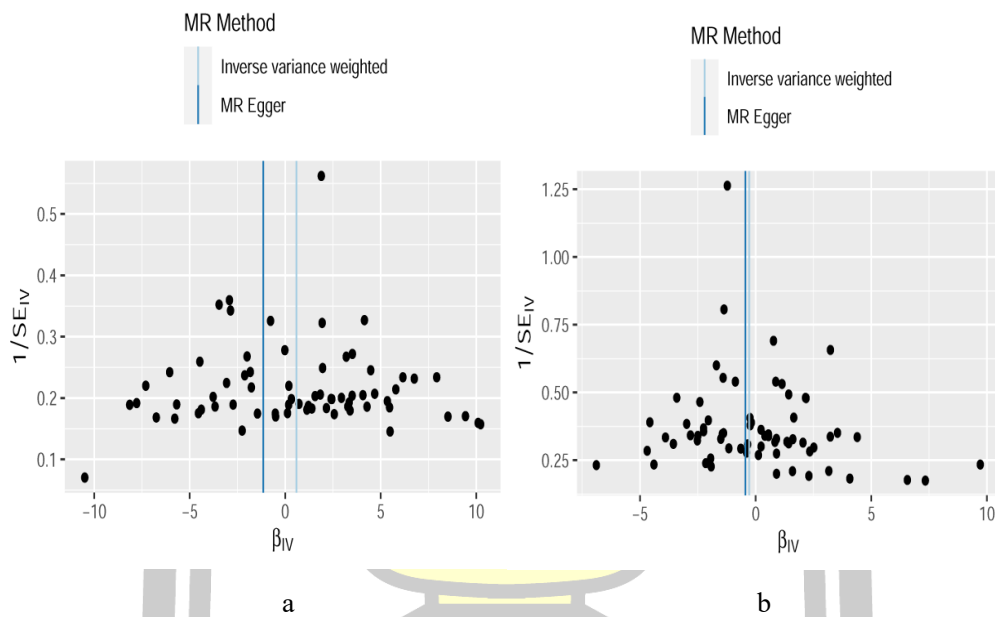 MR Method
Inverse variance weighted
MR Egger
0.5
0.4
0.3
0.2
0.1
1/SE_IV
−10
−5
0
5
10
β_IV
a
MR Method
Inverse variance weighted
MR Egger
1.25
1.00
0.75
0.50
0.25
1/SE_IV
−5
0
5
10
β_IV
b